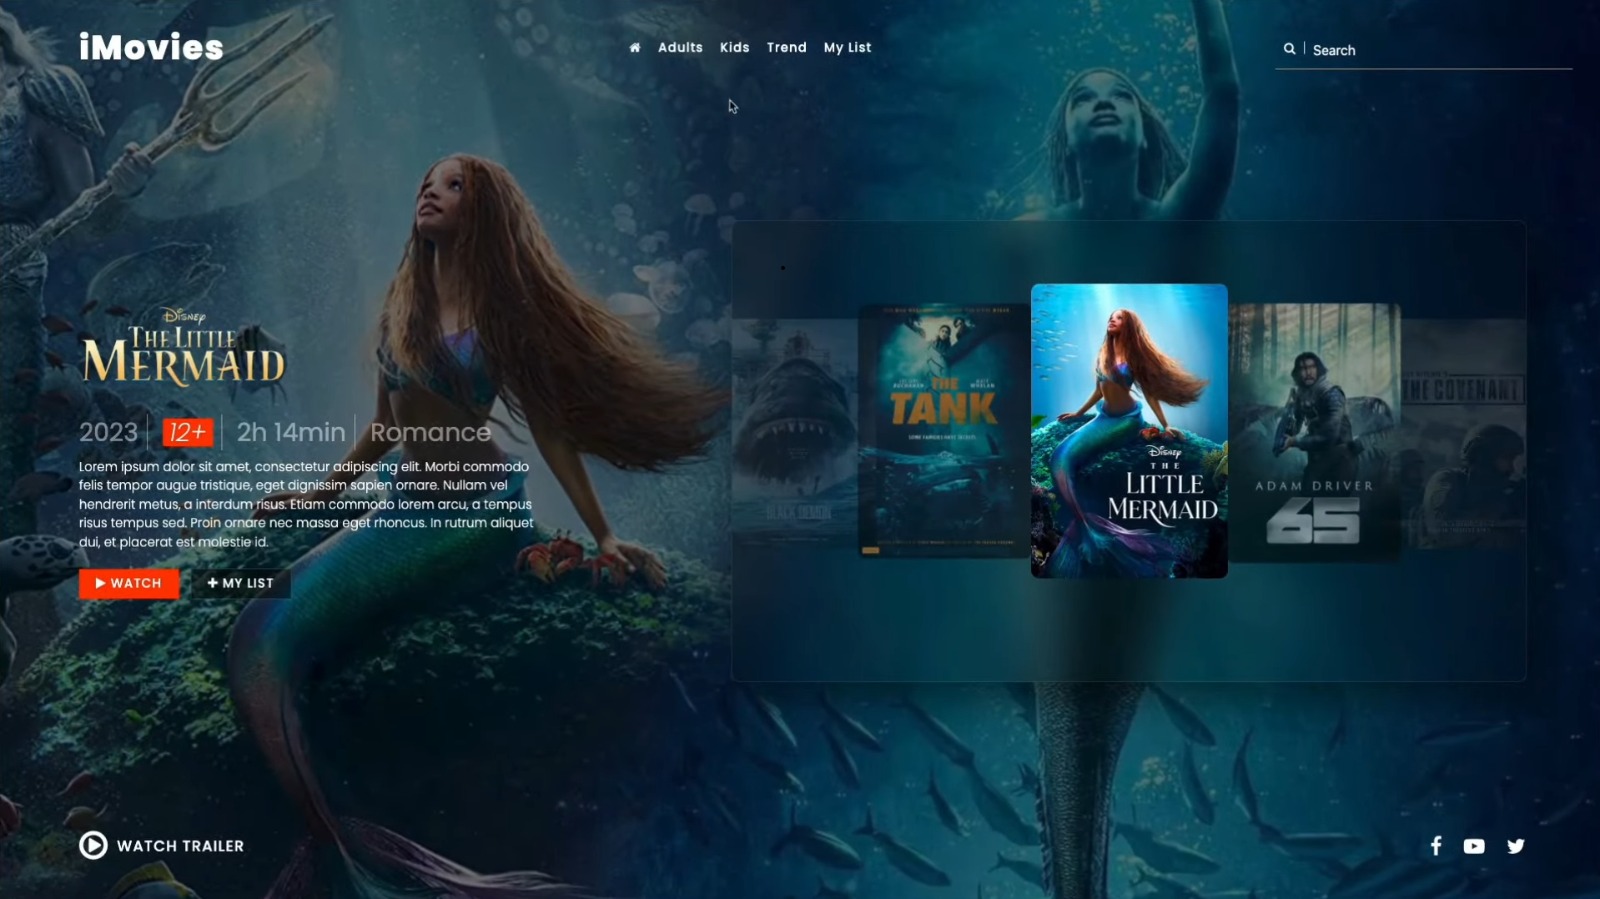 iMovies
Adults Kids Trend My List
Search
Disney
THE LITTLE
MERMAID
2023 12+ 2h 14min Romance
Lorem ipsum dolor sit amet, consectetur adipiscing elit. Morbi commodo
felis tempor augue tristique, eget dignissim sapien ornare. Nullam vel
hendrerit metus, a interdum risus. Etiam commodo lorem arcu, a tempus
risus tempus sed. Proin ornare nec massa eget rhoncus. In rutrum aliquet
dui, et placerat est molestie id.
WATCH
MY LIST
BLACK DEMON
THE
TANK
SOME FAMILIES HAVE SECRETS
Disney
THE
LITTLE
MERMAID
ADAM DRIVER
65
THE COVENANT
WATCH TRAILER